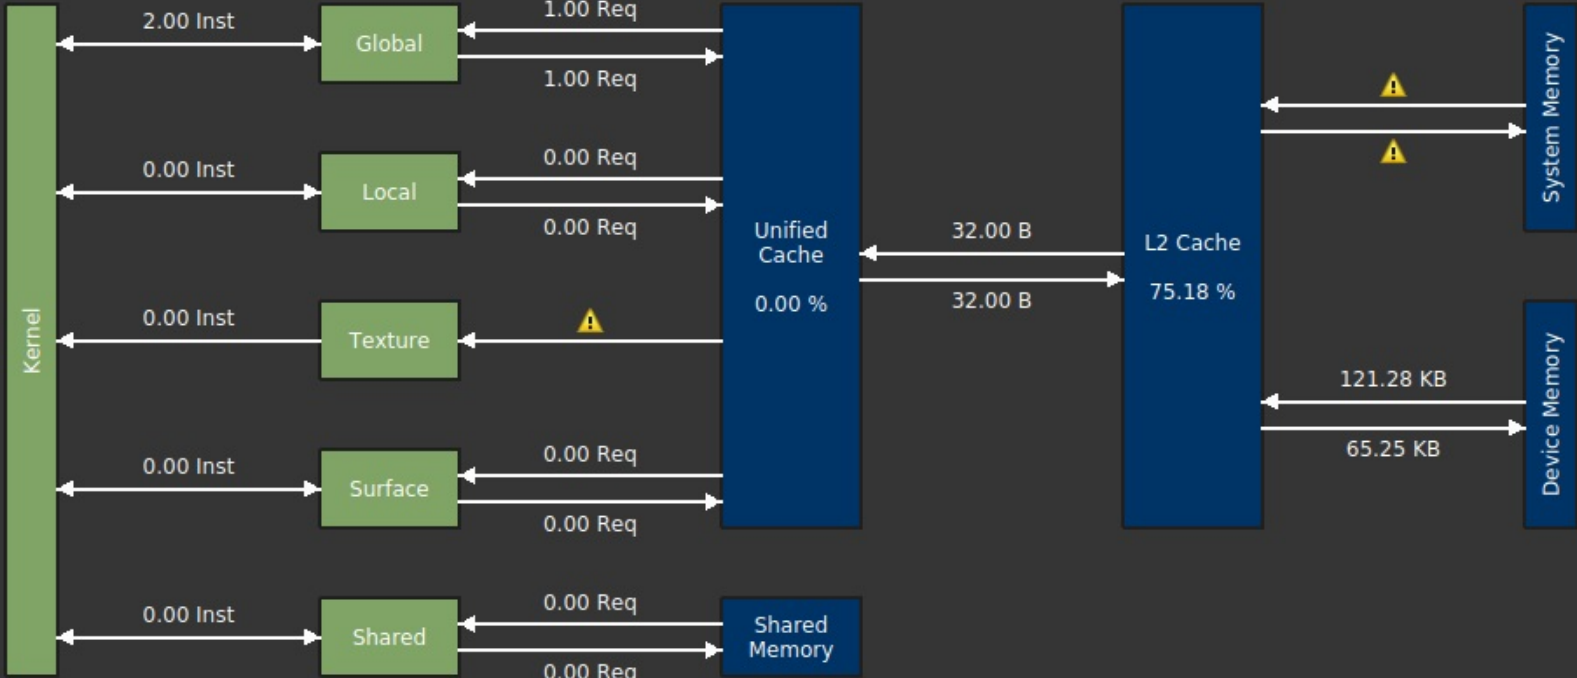 1.00 Req
2.00 Inst
Global
1.00 Req
0.00 Inst
0.00 Req
Local
0.00 Req
0.00 Inst
Texture
0.00 Inst
0.00 Req
Surface
0.00 Req
0.00 Inst
0.00 Req
Shared
0.00 Req
Kernel
Unified
Cache
0.00 %
Shared
Memory
32.00 B
32.00 B
L2 Cache
75.18 %
121.28 KB
65.25 KB
System Memory
Device Memory